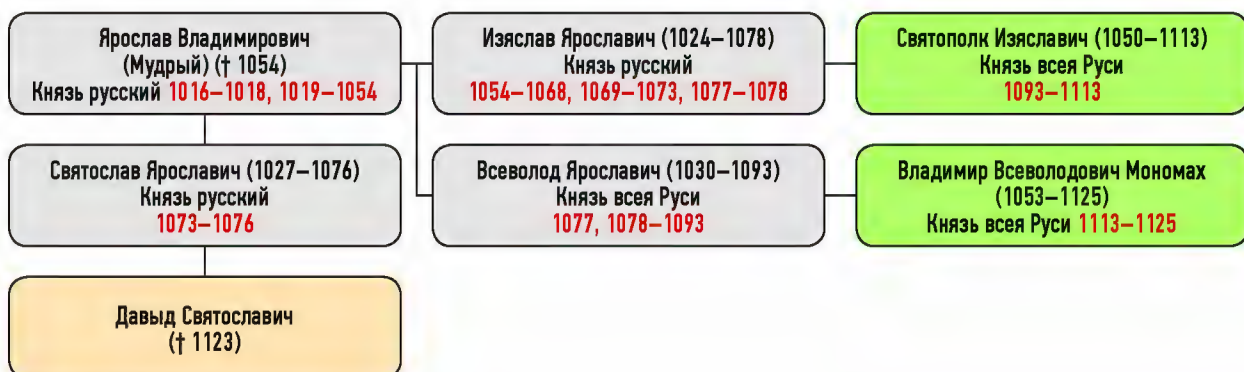 Ярослав Владимирович
(Мудрый) († 1054)
Князь русский 1016–1018, 1019–1054
Изяслав Ярославич (1024–1078)
Князь русский
1054–1068, 1069–1073, 1077–1078
Святополк Изяславич (1050–1113)
Князь всея Руси
1093–1113
Святослав Ярославич (1027–1076)
Князь русский
1073–1076
Всеволод Ярославич (1030–1093)
Князь всея Руси
1077, 1078–1093
Владимир Всеволодович Мономах
(1053–1125)
Князь всея Руси 1113–1125
Давыд Святославич
(† 1123)